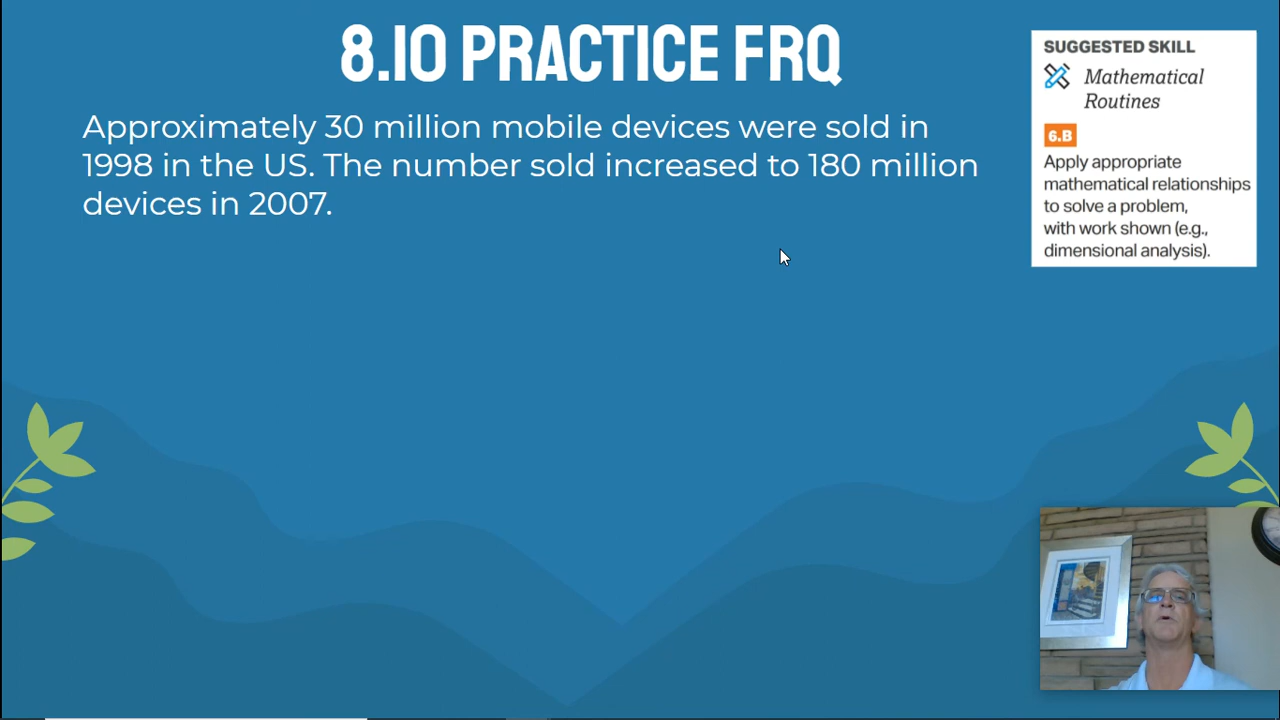 8.10 PRACTICE FRQ
Approximately 30 million mobile devices were sold in
1998 in the US. The number sold increased to 180 million
devices in 2007.
SUGGESTED SKILL
Mathematical
Routines
6.B
Apply appropriate
mathematical relationships
to solve a problem,
with work shown (e.g.,
dimensional analysis).